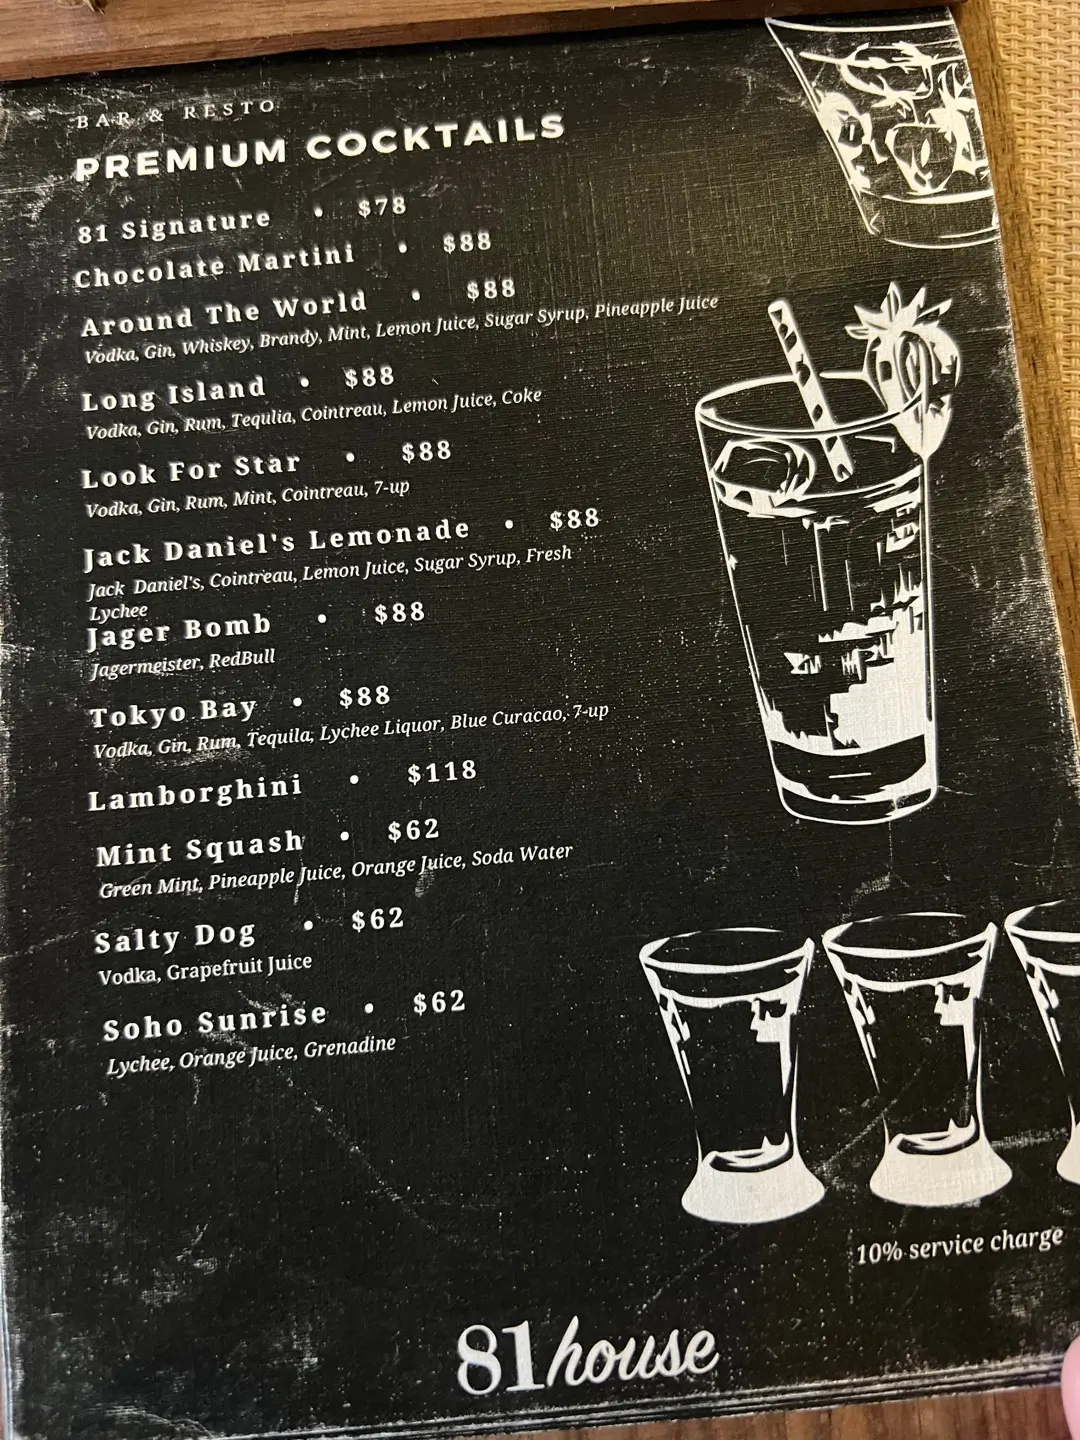 BAR & RESTO
PREMIUM COCKTAILS
81 Signature • $78
Chocolate Martini • $88
Around The World • $88
Vodka, Gin, Whiskey, Brandy, Mint, Lemon Juice, Sugar Syrup, Pineapple Juice
Long Island • $88
Vodka, Gin, Rum, Tequlia, Cointreau, Lemon Juice, Coke
Look For Star • $88
Vodka, Gin, Rum, Mint, Cointreau, 7-up
Jack Daniel's Lemonade • $88
Jack Daniel's, Cointreau, Lemon Juice, Sugar Syrup, Fresh
Lychee
Jager Bomb • $88
Jagermeister, RedBull
Tokyo Bay • $88
Vodka, Gin, Rum, Tequila, Lychee Liquor, Blue Curacao, 7-up
Lamborghini • $118
Mint Squash • $62
Green Mint, Pineapple Juice, Orange Juice, Soda Water
Salty Dog • $62
Vodka, Grapefruit Juice
Soho Sunrise • $62
Lychee, Orange Juice, Grenadine
10% service charge
81house